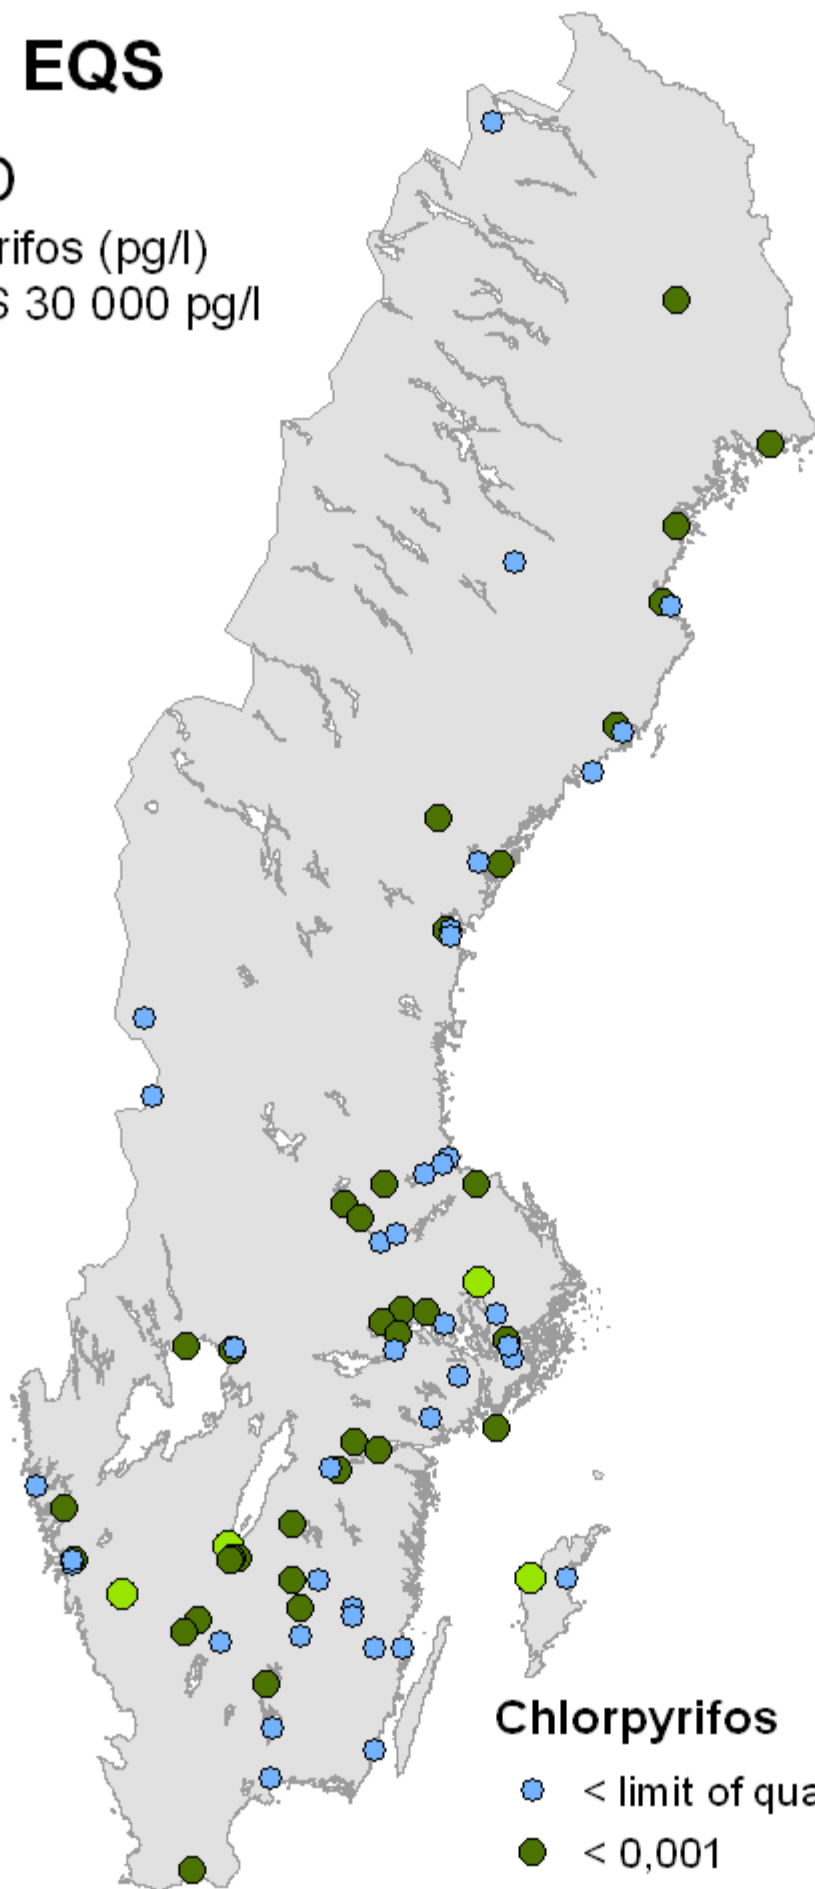 EQS
rifos (pg/l)
30 000 pg/l
Chlorpyrifos
< limit of qua
< 0,001